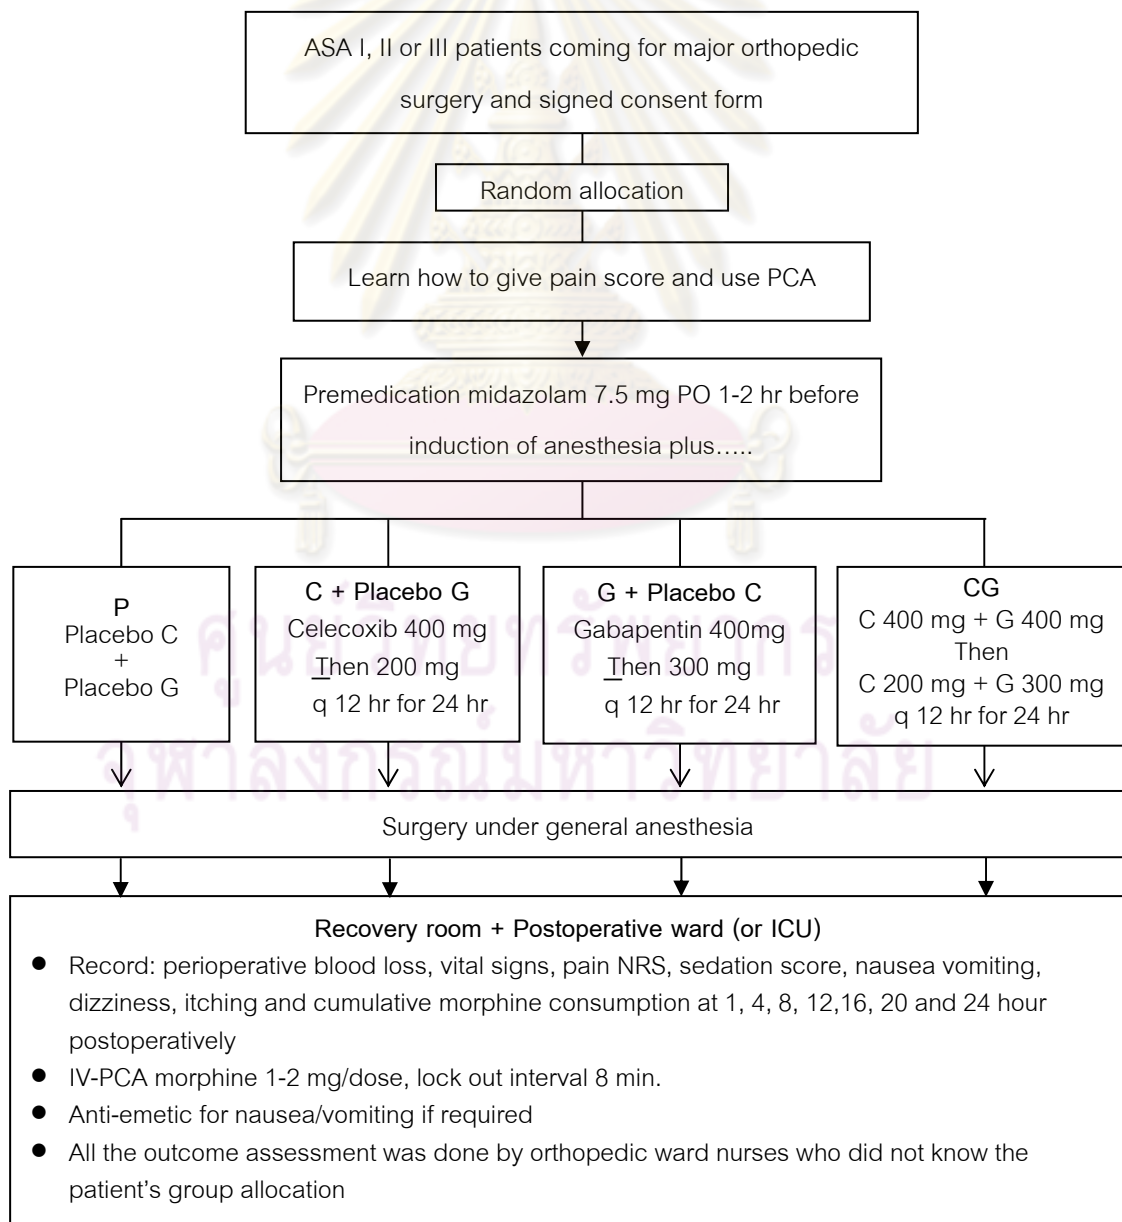 ASA I, II or III patients coming for major orthopedic
surgery and signed consent form
Random allocation
Learn how to give pain score and use PCA
Premedication midazolam 7.5 mg PO 1-2 hr before
induction of anesthesia plus…..
P
Placebo C
+
Placebo G
C + Placebo G
Celecoxib 400 mg
Then 200 mg
q 12 hr for 24 hr
G + Placebo C
Gabapentin 400mg
Then 300 mg
q 12 hr for 24 hr
CG
C 400 mg + G 400 mg
Then
C 200 mg + G 300 mg
q 12 hr for 24 hr
ศูนย์วิทยทรัพยากร
จุฬาลงกรณ์มหาวิทยาลัย
Surgery under general anesthesia
Recovery room + Postoperative ward (or ICU)
● Record: perioperative blood loss, vital signs, pain NRS, sedation score, nausea vomiting,
dizziness, itching and cumulative morphine consumption at 1, 4, 8, 12,16, 20 and 24 hour
postoperatively
● IV-PCA morphine 1-2 mg/dose, lock out interval 8 min.
● Anti-emetic for nausea/vomiting if required
● All the outcome assessment was done by orthopedic ward nurses who did not know the
patient's group allocation